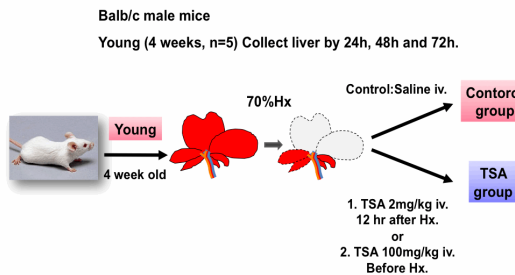 Balb/c male mice
Young (4 weeks, n=5) Collect liver by 24h, 48h and 72h.
Young
4 week old
70%Hx
Control:Saline iv.
Contorol
group
TSA
group
1. TSA 2mg/kg iv.
12 hr after Hx.
or
2. TSA 100mg/kg iv.
Before Hx.